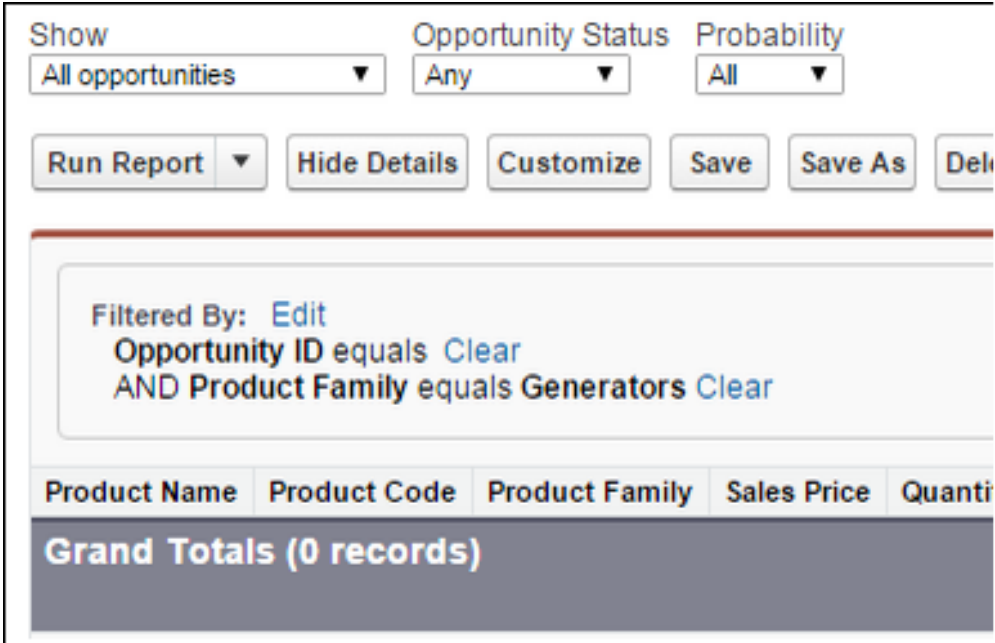 Show Opportunity Status Probability
All opportunities Any All
Run Report Hide Details Customize Save Save As
Filtered By: Edit
Opportunity ID equals Clear
AND Product Family equals Generators Clear
Product Name Product Code Product Family Sales Price
Grand Totals (0 records)